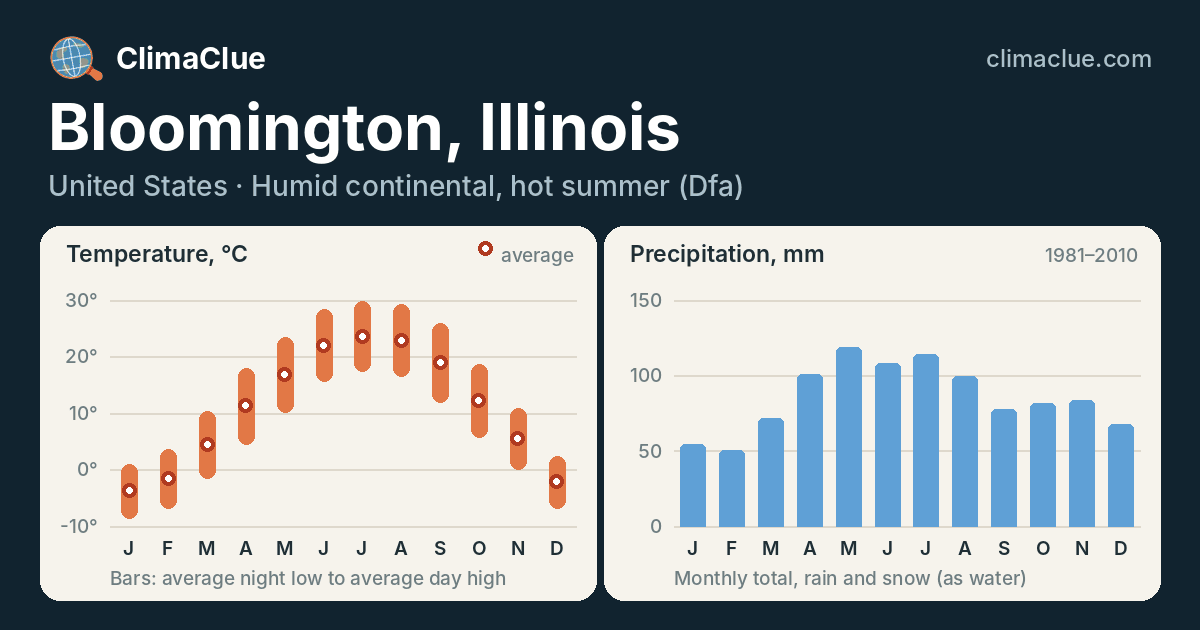 ClimaClue
climaclue.com
Bloomington, Illinois
United States · Humid continental, hot summer (Dfa)
Temperature, °C
average
30°
20°
10°
0°
-10°
J F M A M J J A S O N D
Bars: average night low to average day high
Precipitation, mm
1981–2010
150
100
50
0
J F M A M J J A S O N D
Monthly total, rain and snow (as water)